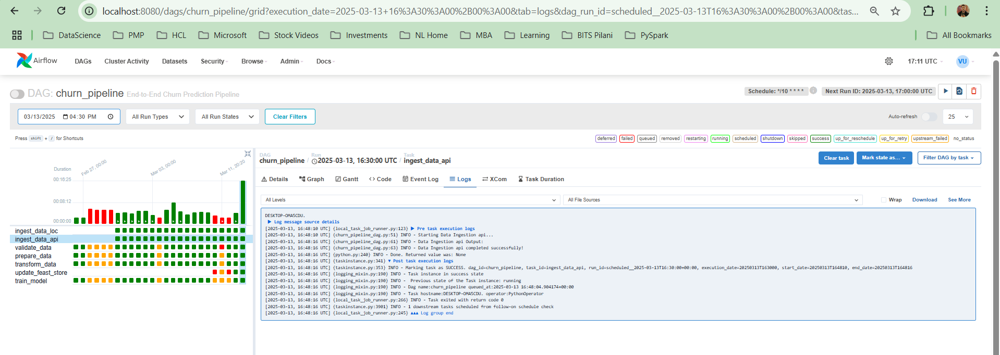 localhost:8080/dags/churn_pipeline/grid?execution_date=2025-03-13+16%3A30%3A00%2B00%3A00&tab=logs&dag_run_id=scheduled__2025-03-13T16%3A30%3A00%2B00%3A00&tas...
DataScience PMP HCL Microsoft Stock Videos Investments NL Home MBA Learning BITS Pilani PySpark All Bookmarks
Airflow DAGs Cluster Activity Datasets Security Browse Admin Docs 17:11 UTC VU
DAG: churn_pipeline End-to-End Churn Prediction Pipeline Schedule: */10 * * * * Next Run ID: 2025-03-13, 17:00:00 UTC
03/13/2025 04:30 PM All Run Types All Run States Clear Filters Auto-refresh 25
Press shift + / for Shortcuts deferred failed queued removed restarting running scheduled shutdown skipped success up_for_reschedule up_for_retry upstream_failed no_status
Duration Feb 27, 00:00 Mar 03, 00:00 Mar 11, 20:20
00:16:25
00:08:12
00:00:00
ingest_data_loc
ingest_data_api
validate_data
prepare_data
transform_data
update_feast_store
train_model
DAG Run Task
churn_pipeline / 2025-03-13, 16:30:00 UTC / ingest_data_api
Clear task Mark state as... Filter DAG by task
Details Graph Gantt Code Event Log Logs XCom Task Duration
All Levels All File Sources Wrap Download See More
DESKTOP-OMA5CDU.
▶ Log message source details
[2025-03-13, 16:48:10 UTC] {local_task_job_runner.py:123} ▶ Pre task execution logs
[2025-03-13, 16:48:10 UTC] {churn_pipeline_dag.py:51} INFO - Starting Data Ingestion api...
[2025-03-13, 16:48:16 UTC] {churn_pipeline_dag.py:61} INFO - Data Ingestion api Output:
[2025-03-13, 16:48:16 UTC] {churn_pipeline_dag.py:63} INFO - Data Ingestion api completed successfully!
[2025-03-13, 16:48:16 UTC] {python.py:240} INFO - Done. Returned value was: None
[2025-03-13, 16:48:16 UTC] {taskinstance.py:341} ▼ Post task execution logs
[2025-03-13, 16:48:16 UTC] {taskinstance.py:353} INFO - Marking task as SUCCESS. dag_id=churn_pipeline, task_id=ingest_data_api, run_id=scheduled__2025-03-13T16:30:00+00:00, execution_date=20250313T163000, start_date=20250313T164810, end_date=20250313T164816
[2025-03-13, 16:48:16 UTC] {logging_mixin.py:190} INFO - Task instance in success state
[2025-03-13, 16:48:16 UTC] {logging_mixin.py:190} INFO -  Previous state of the Task instance: running
[2025-03-13, 16:48:16 UTC] {logging_mixin.py:190} INFO - Dag name:churn_pipeline queued_at:2025-03-13 16:48:04.904174+00:00
[2025-03-13, 16:48:16 UTC] {logging_mixin.py:190} INFO - Task hostname:DESKTOP-OMA5CDU. operator:PythonOperator
[2025-03-13, 16:48:16 UTC] {local_task_job_runner.py:266} INFO - Task exited with return code 0
[2025-03-13, 16:48:16 UTC] {taskinstance.py:3901} INFO - 1 downstream tasks scheduled from follow-on schedule check
[2025-03-13, 16:48:16 UTC] {local_task_job_runner.py:245} ▲▲▲ Log group end